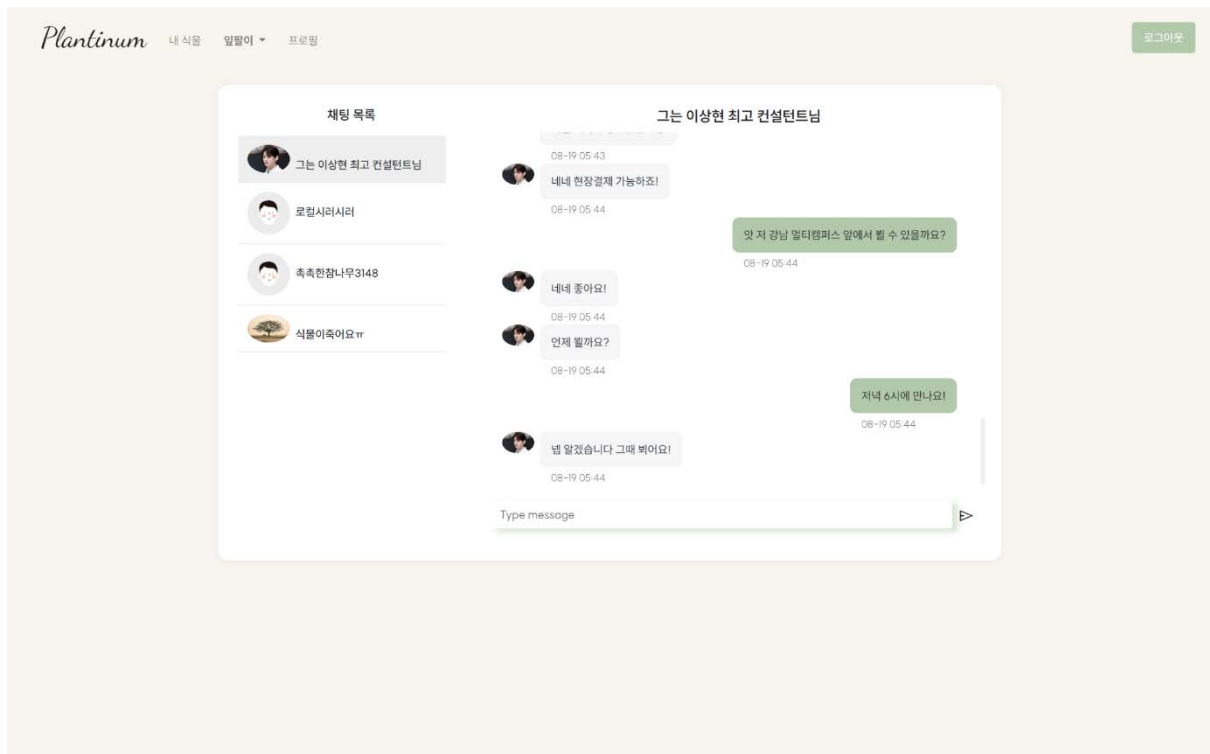 Plantinum 내 식물 잎팔이 프로필
로그아웃
채팅 목록
그는 이상현 최고 컨설턴트님
로컬시러시러
촉촉한참나무3148
식물이죽어요ㅠ
그는 이상현 최고 컨설턴트님
08-19 05:43
네네 현장결제 가능하죠!
08-19 05:44
앗 저 강남 멀티캠퍼스 앞에서 뵐 수 있을까요?
08-19 05:44
네네 좋아요!
08-19 05:44
언제 뵐까요?
08-19 05:44
저녁 6시에 만나요!
08-19 05:44
넵 알겠습니다 그때 뵈어요!
08-19 05:44
Type message